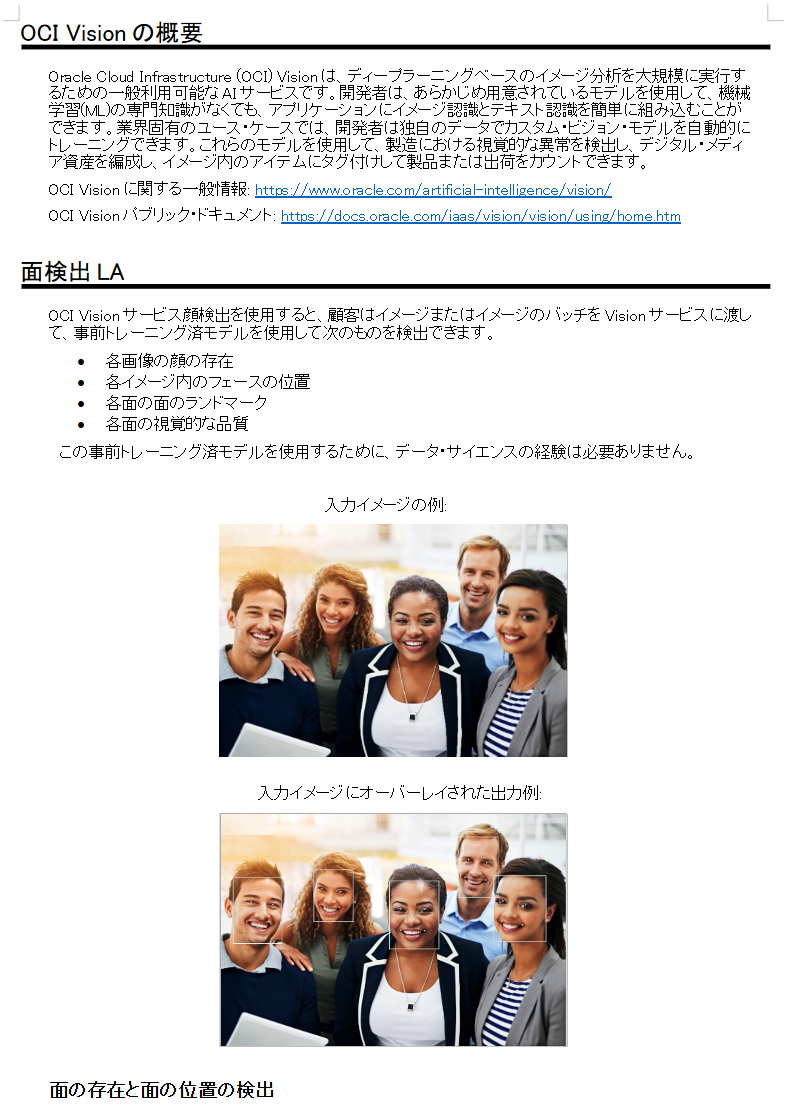 OCI Vision の概要
Oracle Cloud Infrastructure (OCI) Vision は、ディープラーニングベースのイメージ分析を大規模に実行す
るための一般利用可能な AI サービスです。開発者は、あらかじめ用意されているモデルを使用して、機械
学習(ML)の専門知識がなくても、アプリケーションにイメージ認識とテキスト認識を簡単に組み込むことが
できます。業界固有のユース・ケースでは、開発者は独自のデータでカスタム・ビジョン・モデルを自動的に
トレーニングできます。これらのモデルを使用して、製造における視覚的な異常を検出し、デジタル・メディ
ア資産を編成し、イメージ内のアイテムにタグ付けして製品または出荷をカウントできます。
OCI Vision に関する一般情報: https://www.oracle.com/artificial-intelligence/vision/
OCI Vision パブリック・ドキュメント: https://docs.oracle.com/iaas/vision/vision/using/home.htm
面検出 LA
OCI Vision サービス顔検出を使用すると、顧客はイメージまたはイメージのバッチを Vision サービスに渡し
て、事前トレーニング済モデルを使用して次のものを検出できます。
• 各画像の顔の存在
• 各イメージ内のフェースの位置
• 各面の面のランドマーク
• 各面の視覚的な品質
この事前トレーニング済モデルを使用するために、データ・サイエンスの経験は必要ありません。
入力イメージの例:
入力イメージにオーバーレイされた出力例:
面の存在と面の位置の検出